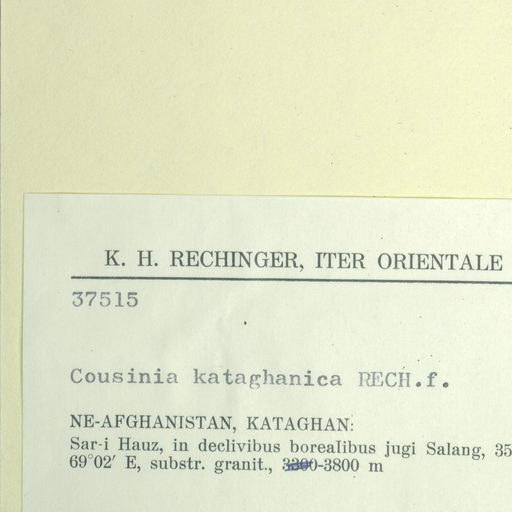 K. H. RECHINGER, ITER ORIENTALE
37515
Cousinia kataghanica RECH.f.
NE-AFGHANISTAN, KATAGHAN:
Sar-i Hauz, in declivibus borealibus jugi Salang, 35
69°02′ E, substr. granit., 3300-3800 m